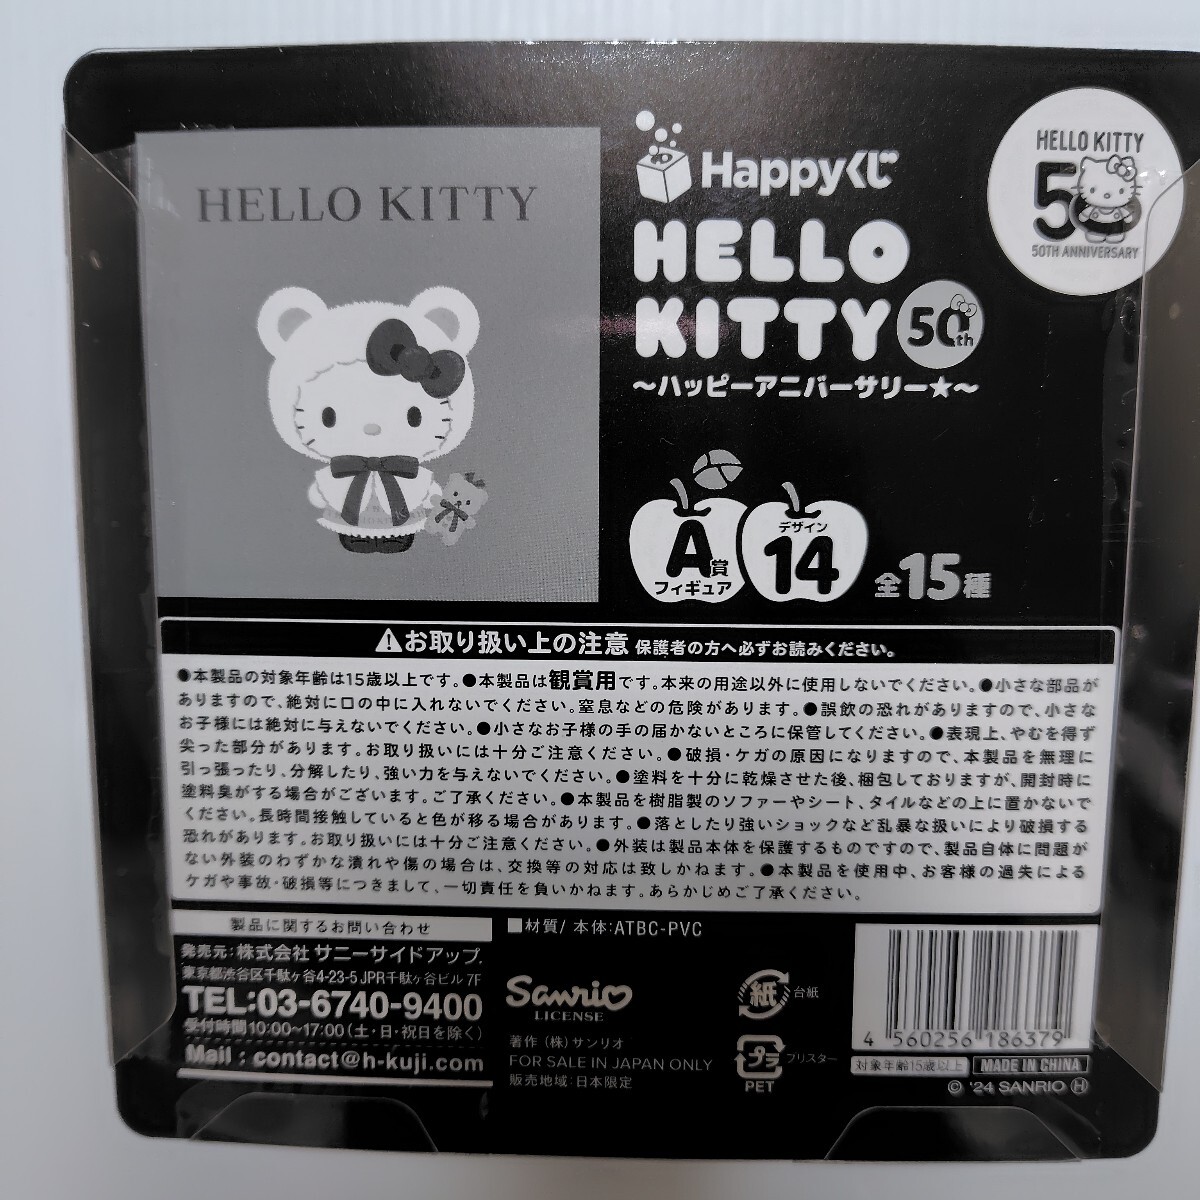 HELLO KITTY
Happyくじ
HELLO
KITTY 50th
～ハッピーアニバーサリー★～
HELLO KITTY
50
50TH ANNIVERSARY
A賞
フィギュア
デザイン
14
全15種
⚠お取り扱い上の注意 保護者の方へ必ずお読みください。
●本製品の対象年齢は15歳以上です。●本製品は観賞用です。本来の用途以外に使用しないでください。●小さな部品が
ありますので、絶対に口の中に入れないでください。窒息などの危険があります。●誤飲の恐れがありますので、小さな
お子様には絶対に与えないでください。●小さなお子様の手の届かないところに保管してください。●表現上、やむを得ず
尖った部分があります。お取り扱いには十分ご注意ください。●破損・ケガの原因になりますので、本製品を無理に
引っ張ったり、分解したり、強い力を与えないでください。●塗料を十分に乾燥させた後、梱包しておりますが、開封時に
塗料臭がする場合がございます。ご了承ください。●本製品を樹脂製のソファーやシート、タイルなどの上に置かないで
ください。長時間接触していると色が移る場合があります。●落としたり強いショックなど乱暴な扱いにより破損する
恐れがあります。お取り扱いには十分ご注意ください。●外装は製品本体を保護するものですので、製品自体に問題が
ない外装のわずかな潰れや傷の場合は、交換等の対応は致しかねます。●本製品を使用中、お客様の過失による
ケガや事故・破損等につきまして、一切責任を負いかねます。あらかじめご了承ください。
製品に関するお問い合わせ
発売元：株式会社 サニーサイドアップ
東京都渋谷区千駄ヶ谷4-23-5 JPR千駄ヶ谷ビル 7F
TEL:03-6740-9400
受付時間10:00～17:00（土・日・祝日を除く）
Mail : contact@h-kuji.com
■材質/ 本体:ATBC-PVC
Sanrio
LICENSE
著作（株）サンリオ
FOR SALE IN JAPAN ONLY
販売地域：日本限定
紙 台紙
プラ ブリスター
PET
4 560256 186379
対象年齢15歳以上
MADE IN CHINA
© '24 SANRIO Ⓗ